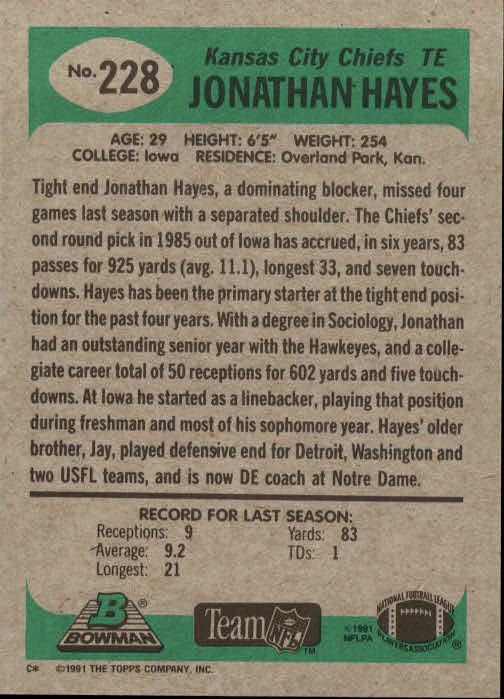 No. 228
Kansas City Chiefs TE
JONATHAN HAYES
AGE: 29 HEIGHT: 6'5" WEIGHT: 254
COLLEGE: Iowa RESIDENCE: Overland Park, Kan.
Tight end Jonathan Hayes, a dominating blocker, missed four
games last season with a separated shoulder. The Chiefs' sec-
ond round pick in 1985 out of Iowa has accrued, in six years, 83
passes for 925 yards (avg. 11.1), longest 33, and seven touch-
downs. Hayes has been the primary starter at the tight end posi-
tion for the past four years. With a degree in Sociology, Jonathan
had an outstanding senior year with the Hawkeyes, and a colle-
giate career total of 50 receptions for 602 yards and five touch-
downs. At Iowa he started as a linebacker, playing that position
during freshman and most of his sophomore year. Hayes' older
brother, Jay, played defensive end for Detroit, Washington and
two USFL teams, and is now DE coach at Notre Dame.
RECORD FOR LAST SEASON:
Receptions: 9 Yards: 83
Average: 9.2 TDs: 1
Longest: 21
B ®
BOWMAN
Team NFL ™
©1991
NFLPA
NATIONAL FOOTBALL LEAGUE
PLAYERS ASSOCIATION ®
C* ©1991 THE TOPPS COMPANY, INC.